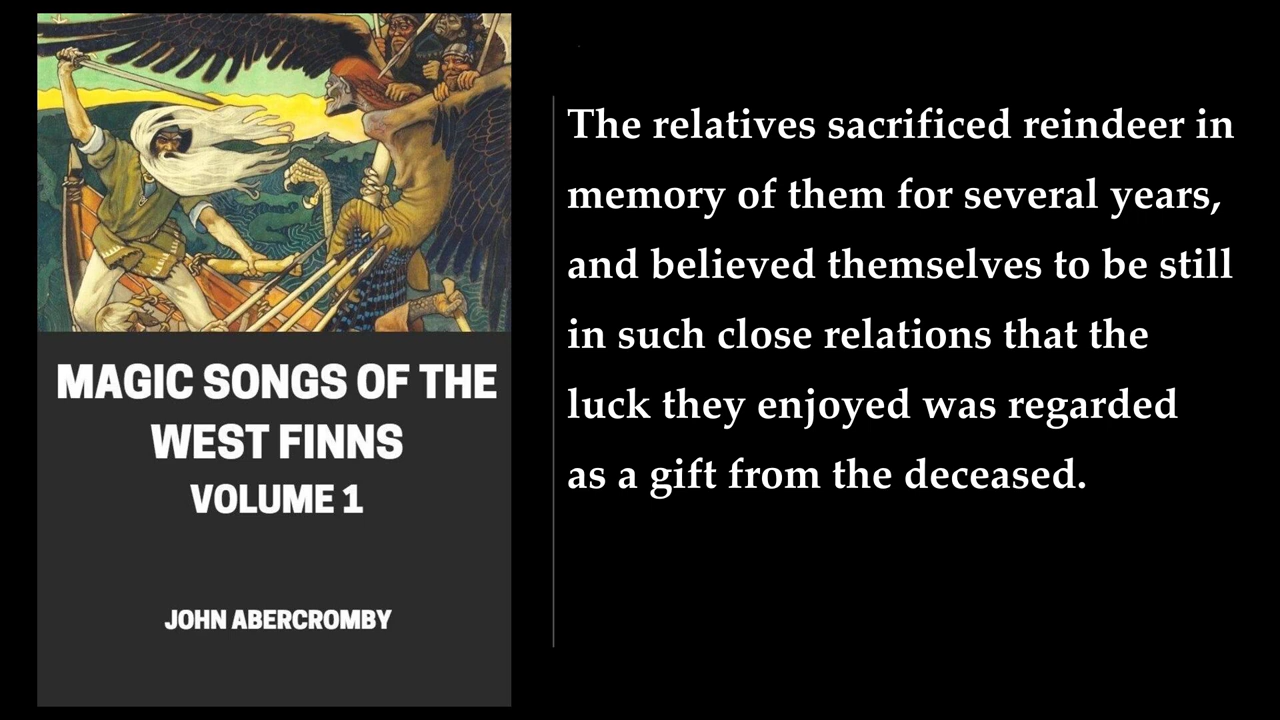 MAGIC SONGS OF THE
WEST FINNS
VOLUME 1
JOHN ABERCROMBY
The relatives sacrificed reindeer in
memory of them for several years,
and believed themselves to be still
in such close relations that the
luck they enjoyed was regarded
as a gift from the deceased.